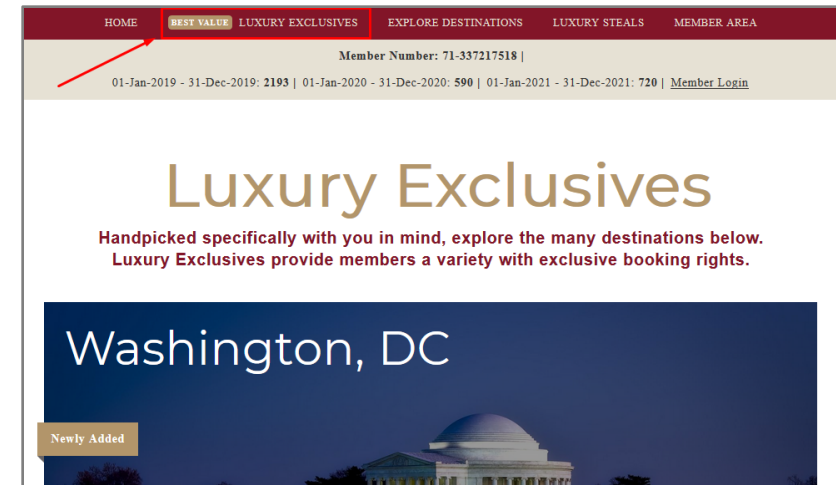 HOME BEST VALUE LUXURY EXCLUSIVES EXPLORE DESTINATIONS LUXURY STEALS MEMBER AREA
Member Number: 71-337217518 |
01-Jan-2019 - 31-Dec-2019: 2193 | 01-Jan-2020 - 31-Dec-2020: 590 | 01-Jan-2021 - 31-Dec-2021: 720 | Member Login
Luxury Exclusives
Handpicked specifically with you in mind, explore the many destinations below.
Luxury Exclusives provide members a variety with exclusive booking rights.
Washington, DC
Newly Added